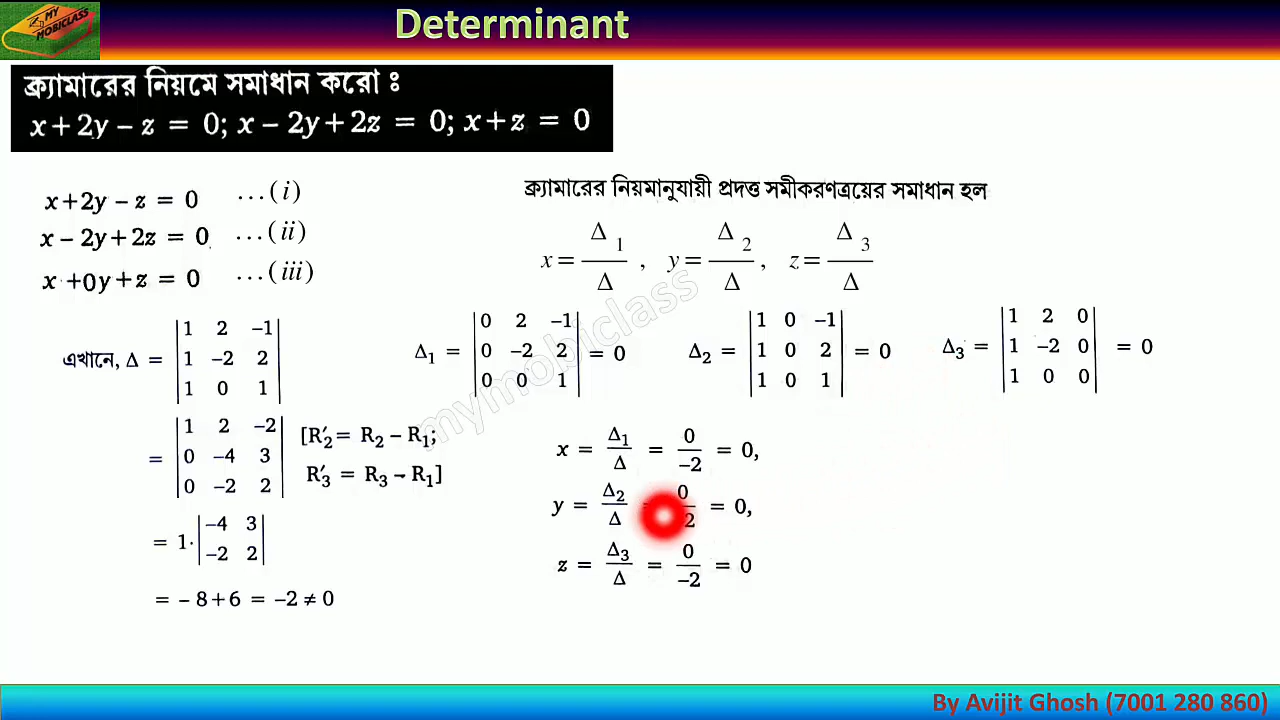 MY
MOBICLASS
Determinant
ক্র্যামারের নিয়মে সমাধান করো ঃ
x + 2y – z = 0; x – 2y + 2z = 0; x + z = 0
x + 2y – z = 0 ...(i)
x – 2y + 2z = 0 ...(ii)
x + 0y + z = 0 ...(iii)
ক্র্যামারের নিয়মানুযায়ী প্রদত্ত সমীকরণত্রয়ের সমাধান হল
x = Δ1/Δ , y = Δ2/Δ , z = Δ3/Δ
এখানে, Δ = |1 2 –1|
|1 –2 2|
|1 0 1|
Δ1 = |0 2 –1|
|0 –2 2| = 0
|0 0 1|
Δ2 = |1 0 –1|
|1 0 2| = 0
|1 0 1|
Δ3 = |1 2 0|
|1 –2 0| = 0
|1 0 0|
= |1 2 –2|
|0 –4 3|
|0 –2 2|
[R′2 = R2 – R1;
R′3 = R3 – R1]
= 1· |–4 3|
|–2 2|
= – 8 + 6 = –2 ≠ 0
x = Δ1/Δ = 0/–2 = 0,
y = Δ2/Δ = 0/2 = 0,
z = Δ3/Δ = 0/–2 = 0
mymobiclass
By Avijit Ghosh (7001 280 860)